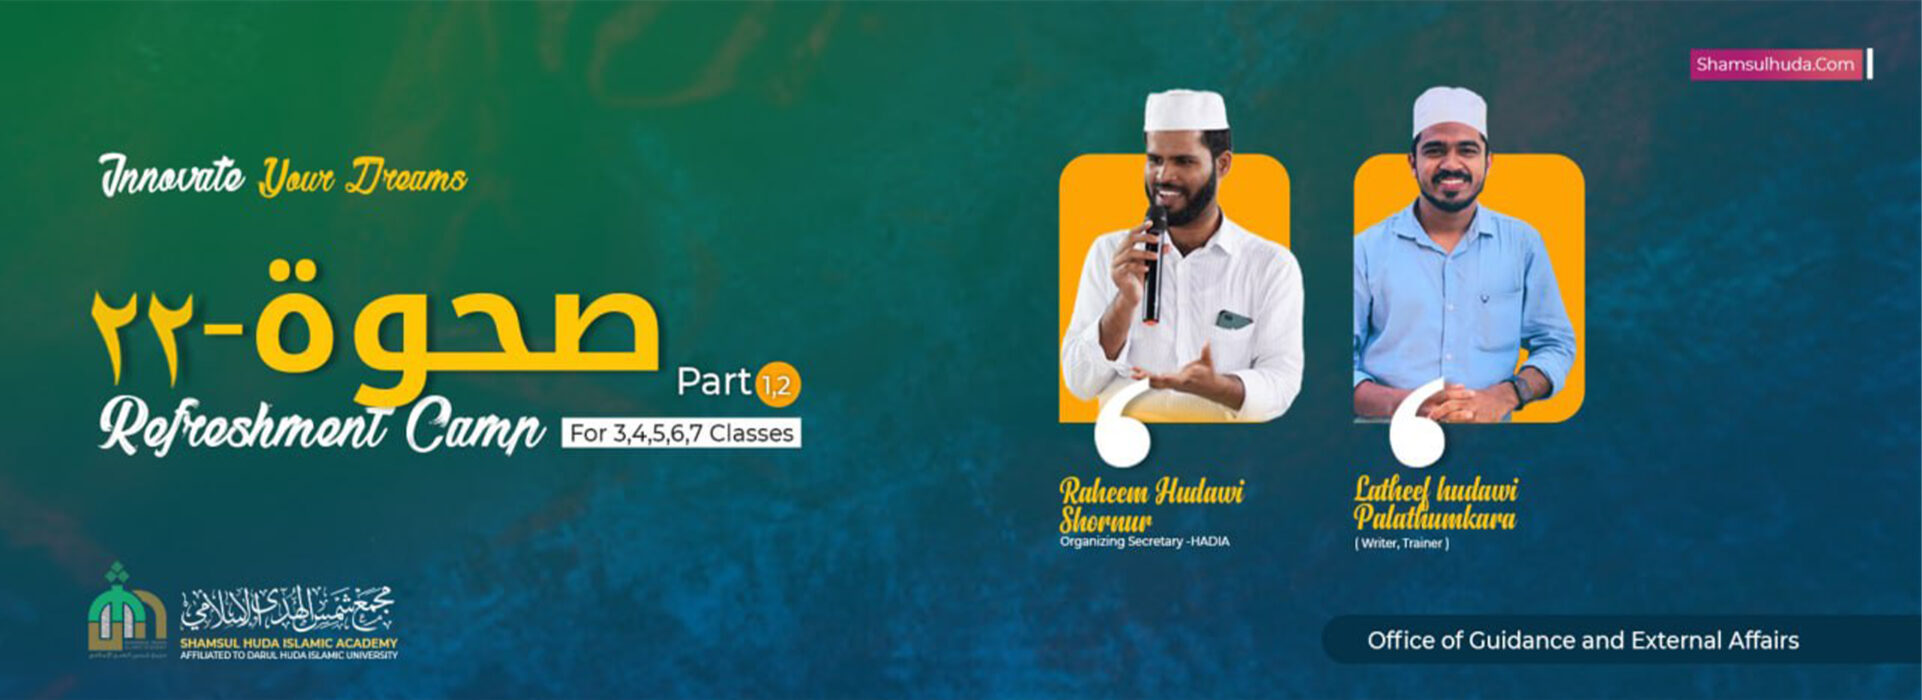 Shamsulhuda.Com
Innovate Your Dreams
صحوة-٢٢
Part 1,2
Refreshment Camp
For 3,4,5,6,7 Classes
Raheem Hudawi
Shornur
Organizing Secretary -HADIA
Latheef hudawi
Palathumkara
( Writer, Trainer )
مجمع شمس الهدى الإسلامي
SHAMSUL HUDA ISLAMIC ACADEMY
AFFILIATED TO DARUL HUDA ISLAMIC UNIVERSITY
Office of Guidance and External Affairs